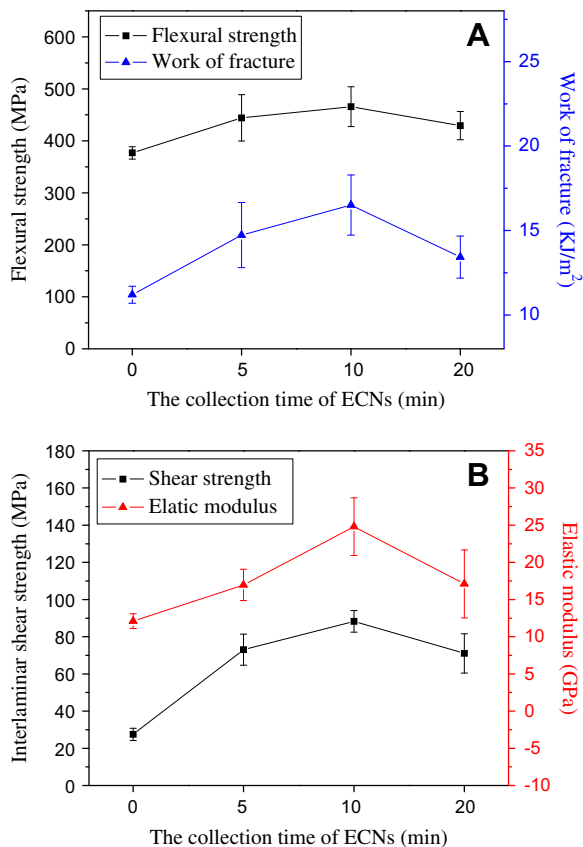 A
Flexural strength
Work of fracture
Flexural strength (MPa)
600
500
400
300
200
100
0
Work of fracture (KJ/m²)
25
20
15
10
0 5 10 20
The collection time of ECNs (min)
B
Shear strength
Elatic modulus
Interlaminar shear strength (MPa)
180
160
140
120
100
80
60
40
20
0
Elastic modulus (GPa)
35
30
25
20
15
10
5
0
-5
-10
0 5 10 20
The collection time of ECNs (min)